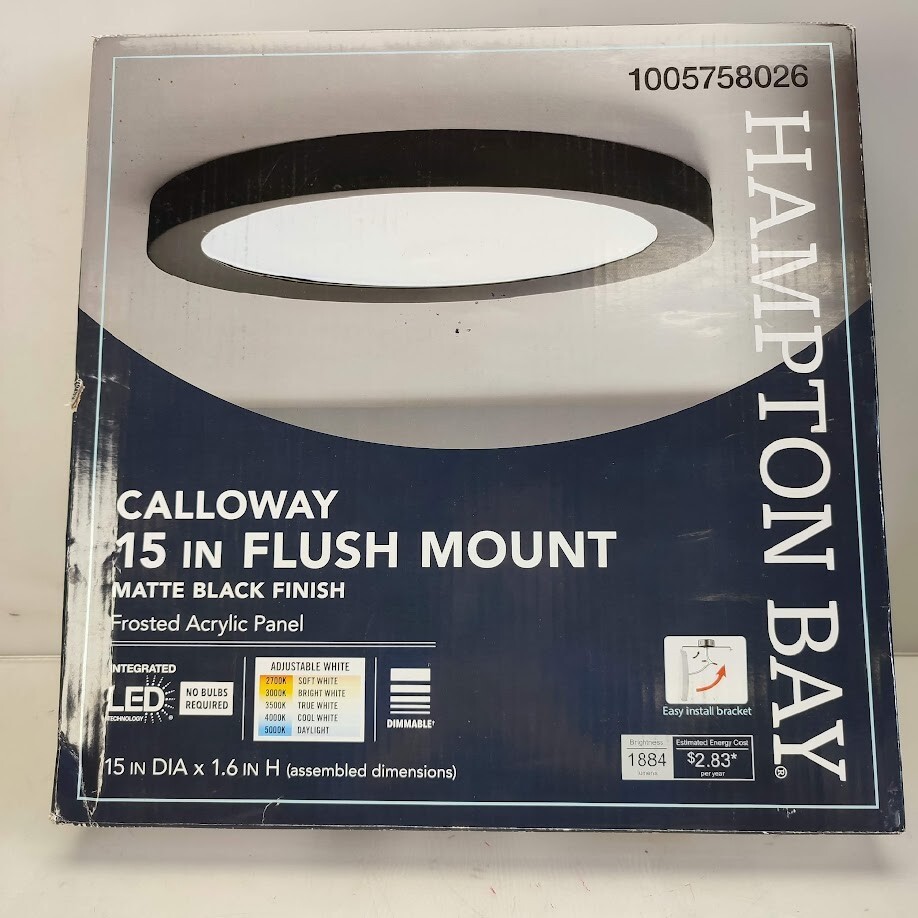 1005758026
HAMPTON BAY®
CALLOWAY
15 IN FLUSH MOUNT
MATTE BLACK FINISH
Frosted Acrylic Panel
INTEGRATED
LED
TECHNOLOGY
NO BULBS
REQUIRED
ADJUSTABLE WHITE
2700K SOFT WHITE
3000K BRIGHT WHITE
3500K TRUE WHITE
4000K COOL WHITE
5000K DAYLIGHT
DIMMABLE†
Easy install bracket
Brightness
1884
lumens
Estimated Energy Cost
$2.83*
per year
15 IN DIA x 1.6 IN H (assembled dimensions)